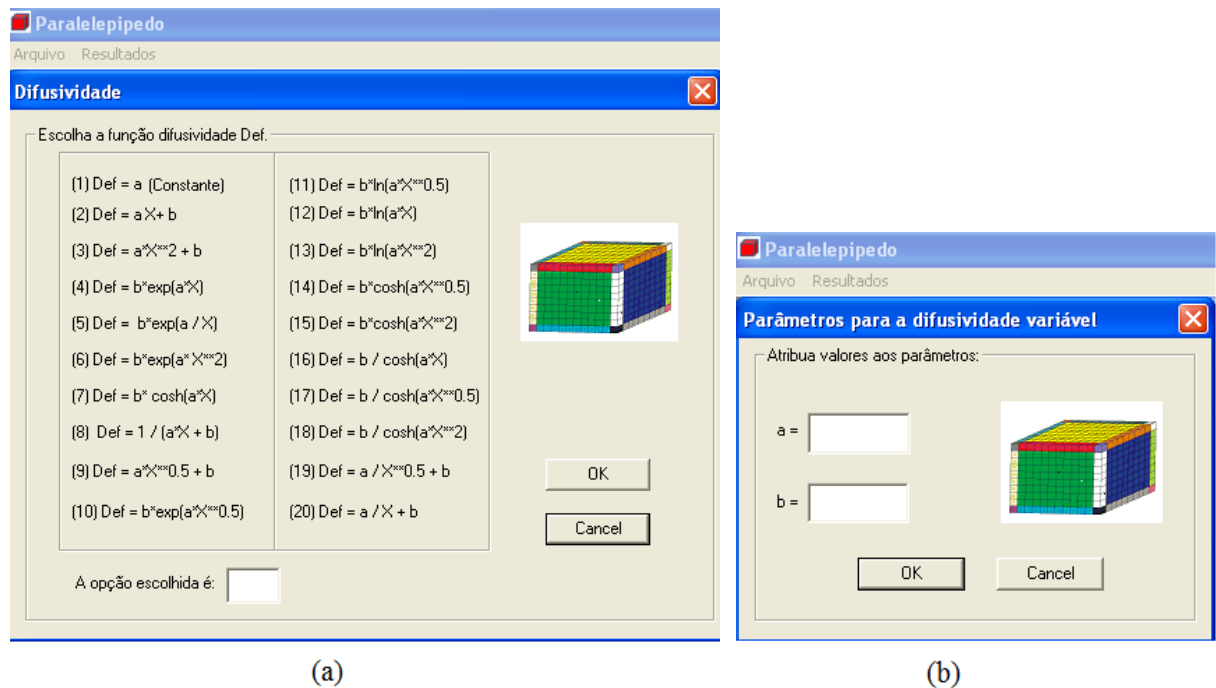 Paralelepipedo
Arquivo Resultados
Difusividade
Escolha a função difusividade Def.
(1) Def = a (Constante)
(2) Def = a X+ b
(3) Def = a*X**2 + b
(4) Def = b*exp(a*X)
(5) Def = b*exp(a / X)
(6) Def = b*exp(a* X**2)
(7) Def = b* cosh(a*X)
(8) Def = 1 / (a*X + b)
(9) Def = a*X**0.5 + b
(10) Def = b*exp(a*X**0.5)
(11) Def = b*ln(a*X**0.5)
(12) Def = b*ln(a*X)
(13) Def = b*ln(a*X**2)
(14) Def = b*cosh(a*X**0.5)
(15) Def = b*cosh(a*X**2)
(16) Def = b / cosh(a*X)
(17) Def = b / cosh(a*X**0.5)
(18) Def = b / cosh(a*X**2)
(19) Def = a / X**0.5 + b
(20) Def = a / X + b
OK
Cancel
A opção escolhida é:
(a)
Paralelepipedo
Arquivo Resultados
Parâmetros para a difusividade variável
Atribua valores aos parâmetros:
a =
b =
OK Cancel
(b)